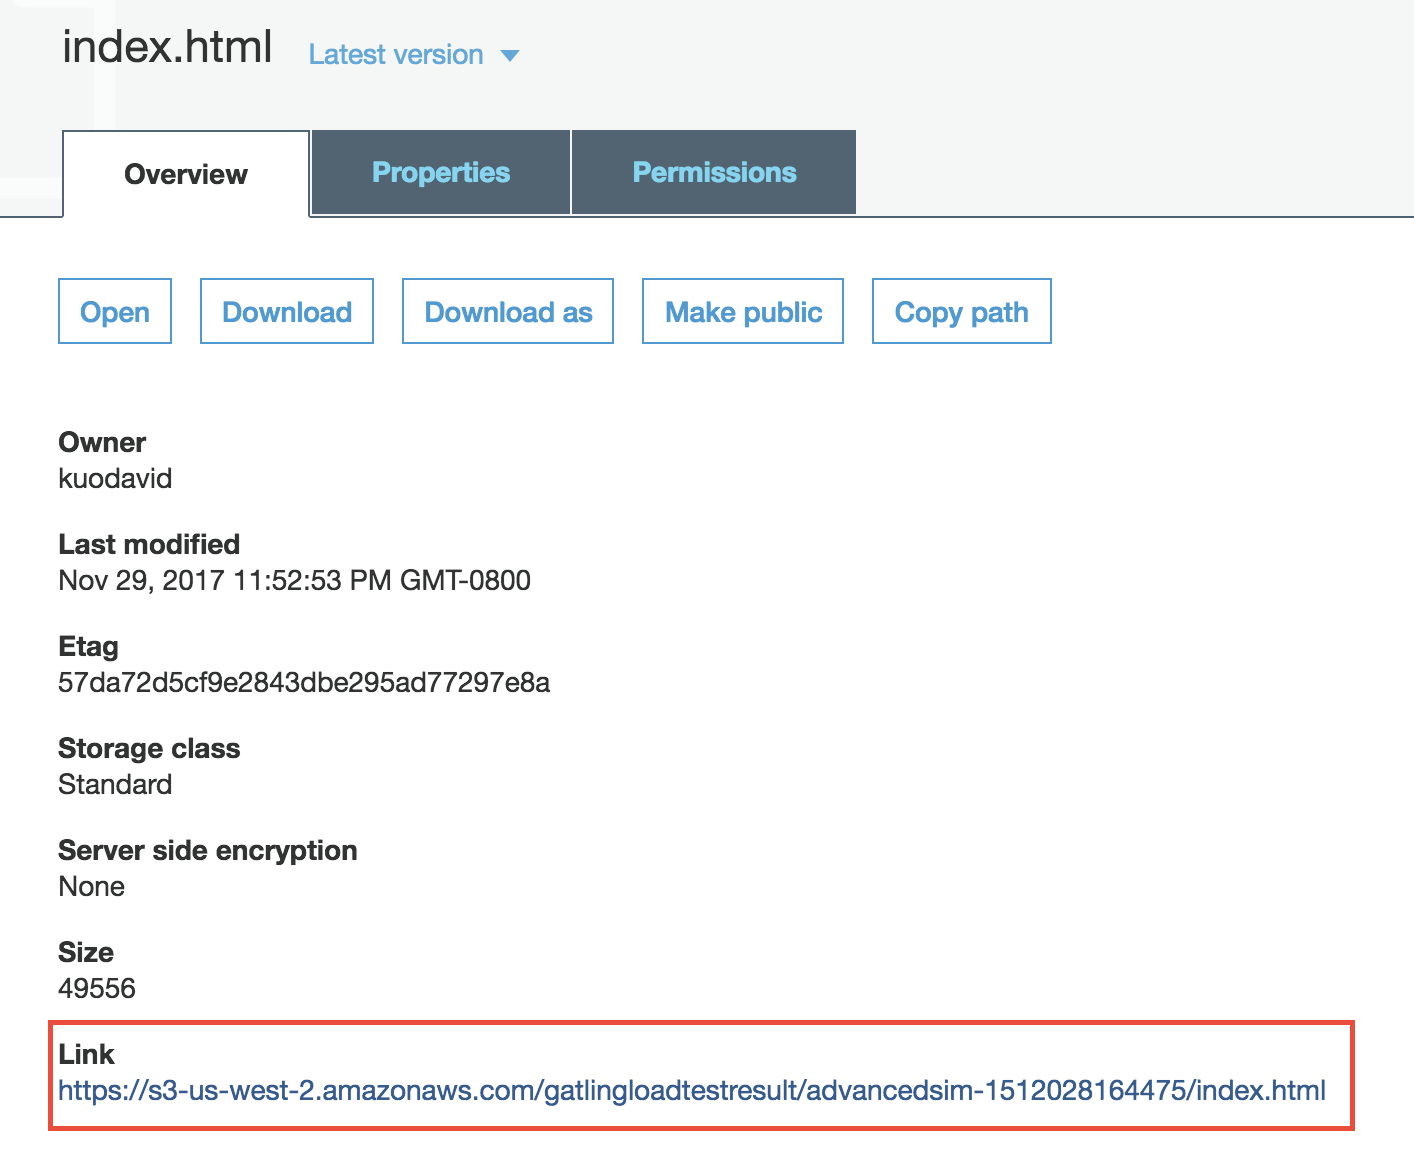 index.html Latest version
Overview Properties Permissions
Open Download Download as Make public Copy path
Owner
kuodavid
Last modified
Nov 29, 2017 11:52:53 PM GMT-0800
Etag
57da72d5cf9e2843dbe295ad77297e8a
Storage class
Standard
Server side encryption
None
Size
49556
Link
https://s3-us-west-2.amazonaws.com/gatlingloadtestresult/advancedsim-1512028164475/index.html